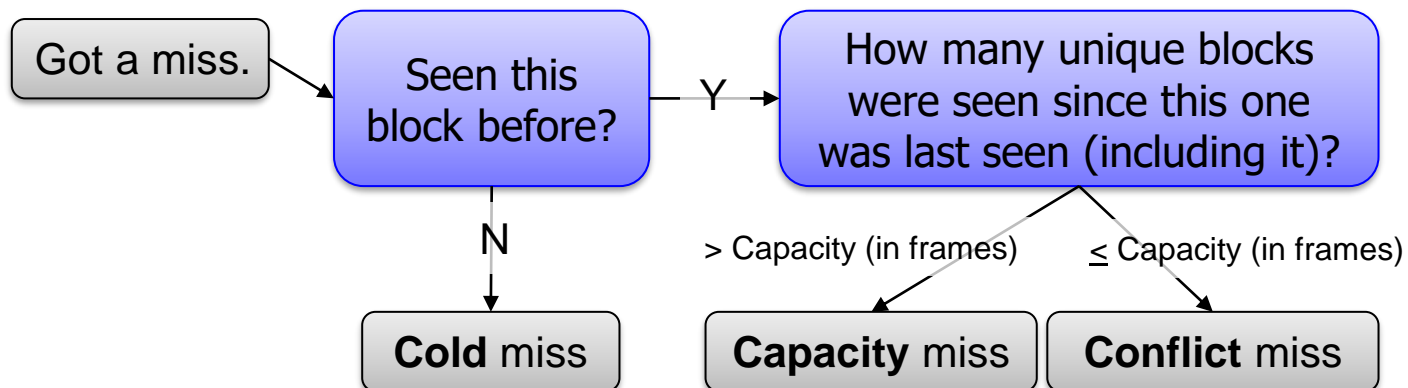 Got a miss.
Seen this
block before?
Y
How many unique blocks
were seen since this one
was last seen (including it)?
N
> Capacity (in frames)
≤ Capacity (in frames)
Cold miss
Capacity miss
Conflict miss